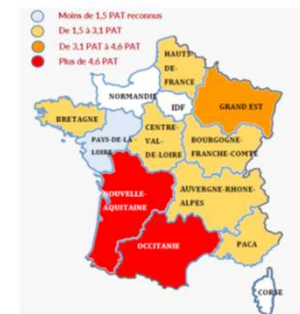 Moins de 1,5 PAT reconnus
De 1,5 à 3,1 PAT
De 3,1 PAT à 4,6 PAT
Plus de 4,6 PAT
HAUTS-
DE-
FRANCE
NORMANDIE
IDF
GRAND EST
BRETAGNE
PAYS-DE-LA-
LOIRE
CENTRE-
VAL-
DE-LOIRE
BOURGOGNE-
FRANCHE-COMTE
NOUVELLE-
AQUITAINE
AUVERGNE-RHONE-
ALPES
OCCITANIE
PACA
CORSE